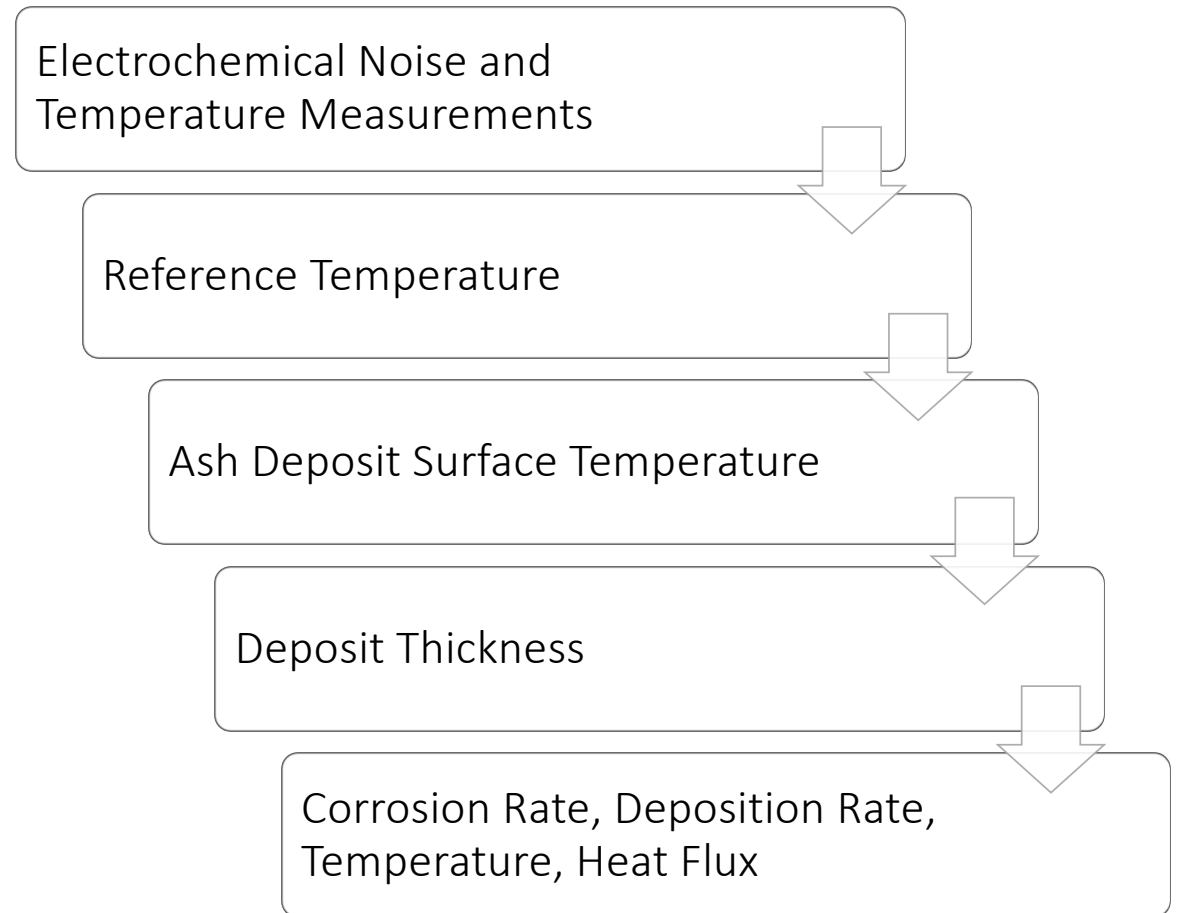 Electrochemical Noise and
Temperature Measurements
Reference Temperature
Ash Deposit Surface Temperature
Deposit Thickness
Corrosion Rate, Deposition Rate,
Temperature, Heat Flux